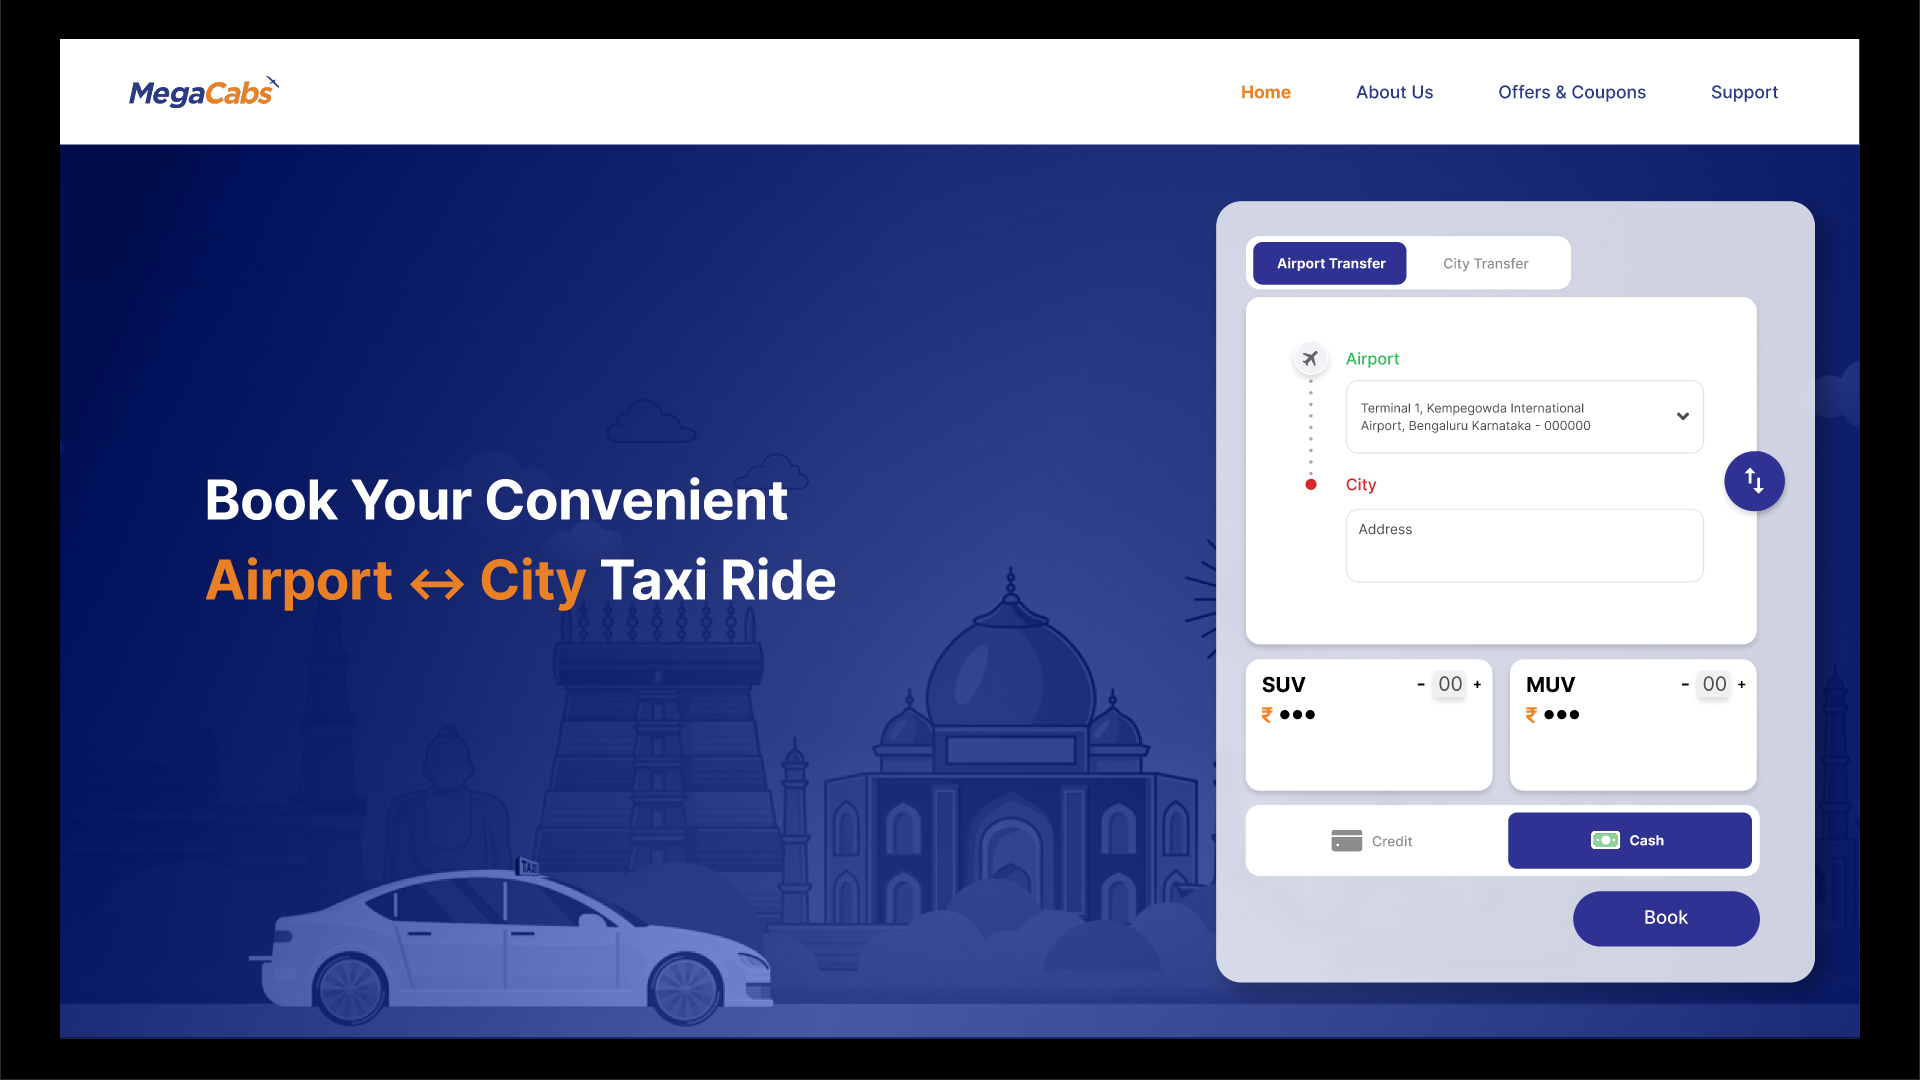 MegaCabs
Home
About Us
Offers & Coupons
Support
Book Your Convenient
Airport ↔ City Taxi Ride
TAXI
Airport Transfer
City Transfer
Airport
Terminal 1, Kempegowda International
Airport, Bengaluru Karnataka - 000000
City
Address
SUV
- 00 +
₹ ●●●
MUV
- 00 +
₹ ●●●
Credit
Cash
Book